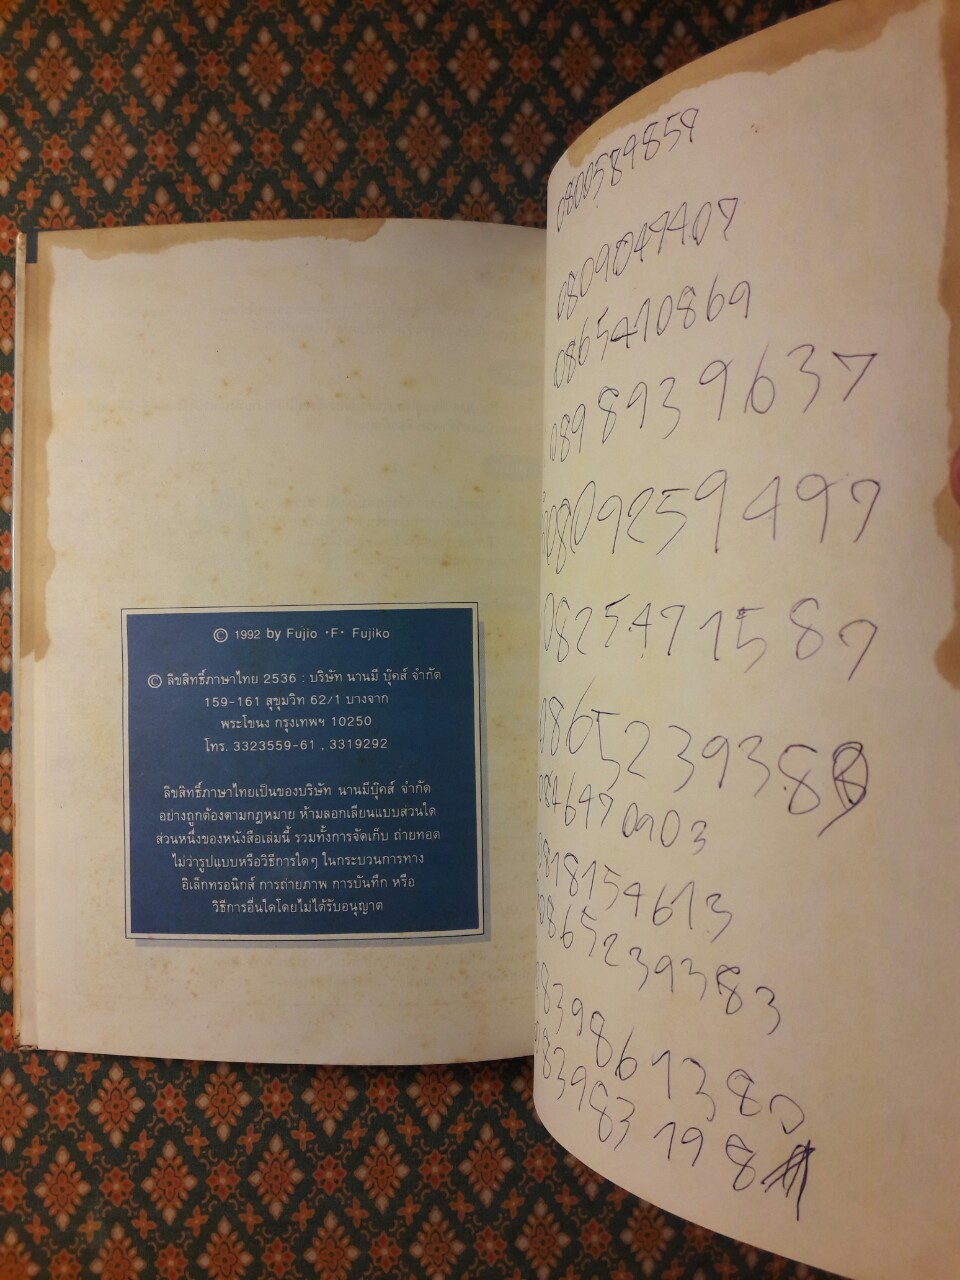 © 1992 by Fujio ·F· Fujiko
© ลิขสิทธิ์ภาษาไทย 2536 : บริษัท นานมี บุ๊คส์ จำกัด
159-161 สุขุมวิท 62/1 บางจาก
พระโขนง กรุงเทพฯ 10250
โทร. 3323559-61 , 3319292
ลิขสิทธิ์ภาษาไทยเป็นของบริษัท นานมีบุ๊คส์ จำกัด
อย่างถูกต้องตามกฎหมาย ห้ามลอกเลียนแบบส่วนใด
ส่วนหนึ่งของหนังสือเล่มนี้ รวมทั้งการจัดเก็บ ถ่ายทอด
ไม่ว่ารูปแบบหรือวิธีการใดๆ ในกระบวนการทาง
อิเล็กทรอนิกส์ การถ่ายภาพ การบันทึก หรือ
วิธีการอื่นใดโดยไม่ได้รับอนุญาต
0800589859
0809049407
0865410869
0898939637
0809259497
0825471587
086523938
0846470903
0818154613
0865239383
083986138
083983198